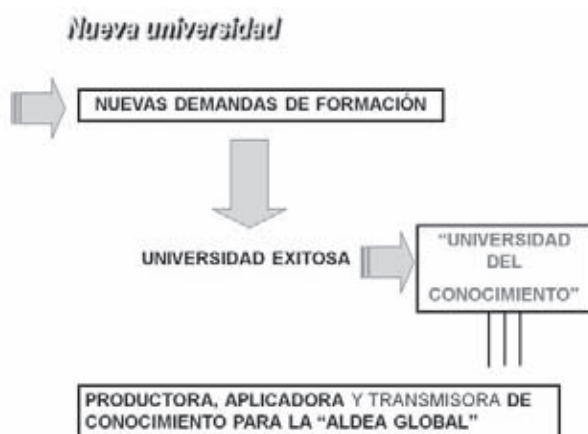 Nueva universidad
NUEVAS DEMANDAS DE FORMACIÓN
UNIVERSIDAD EXITOSA
"UNIVERSIDAD
DEL
CONOCIMIENTO"
PRODUCTORA, APLICADORA Y TRANSMISORA DE
CONOCIMIENTO PARA LA "ALDEA GLOBAL"